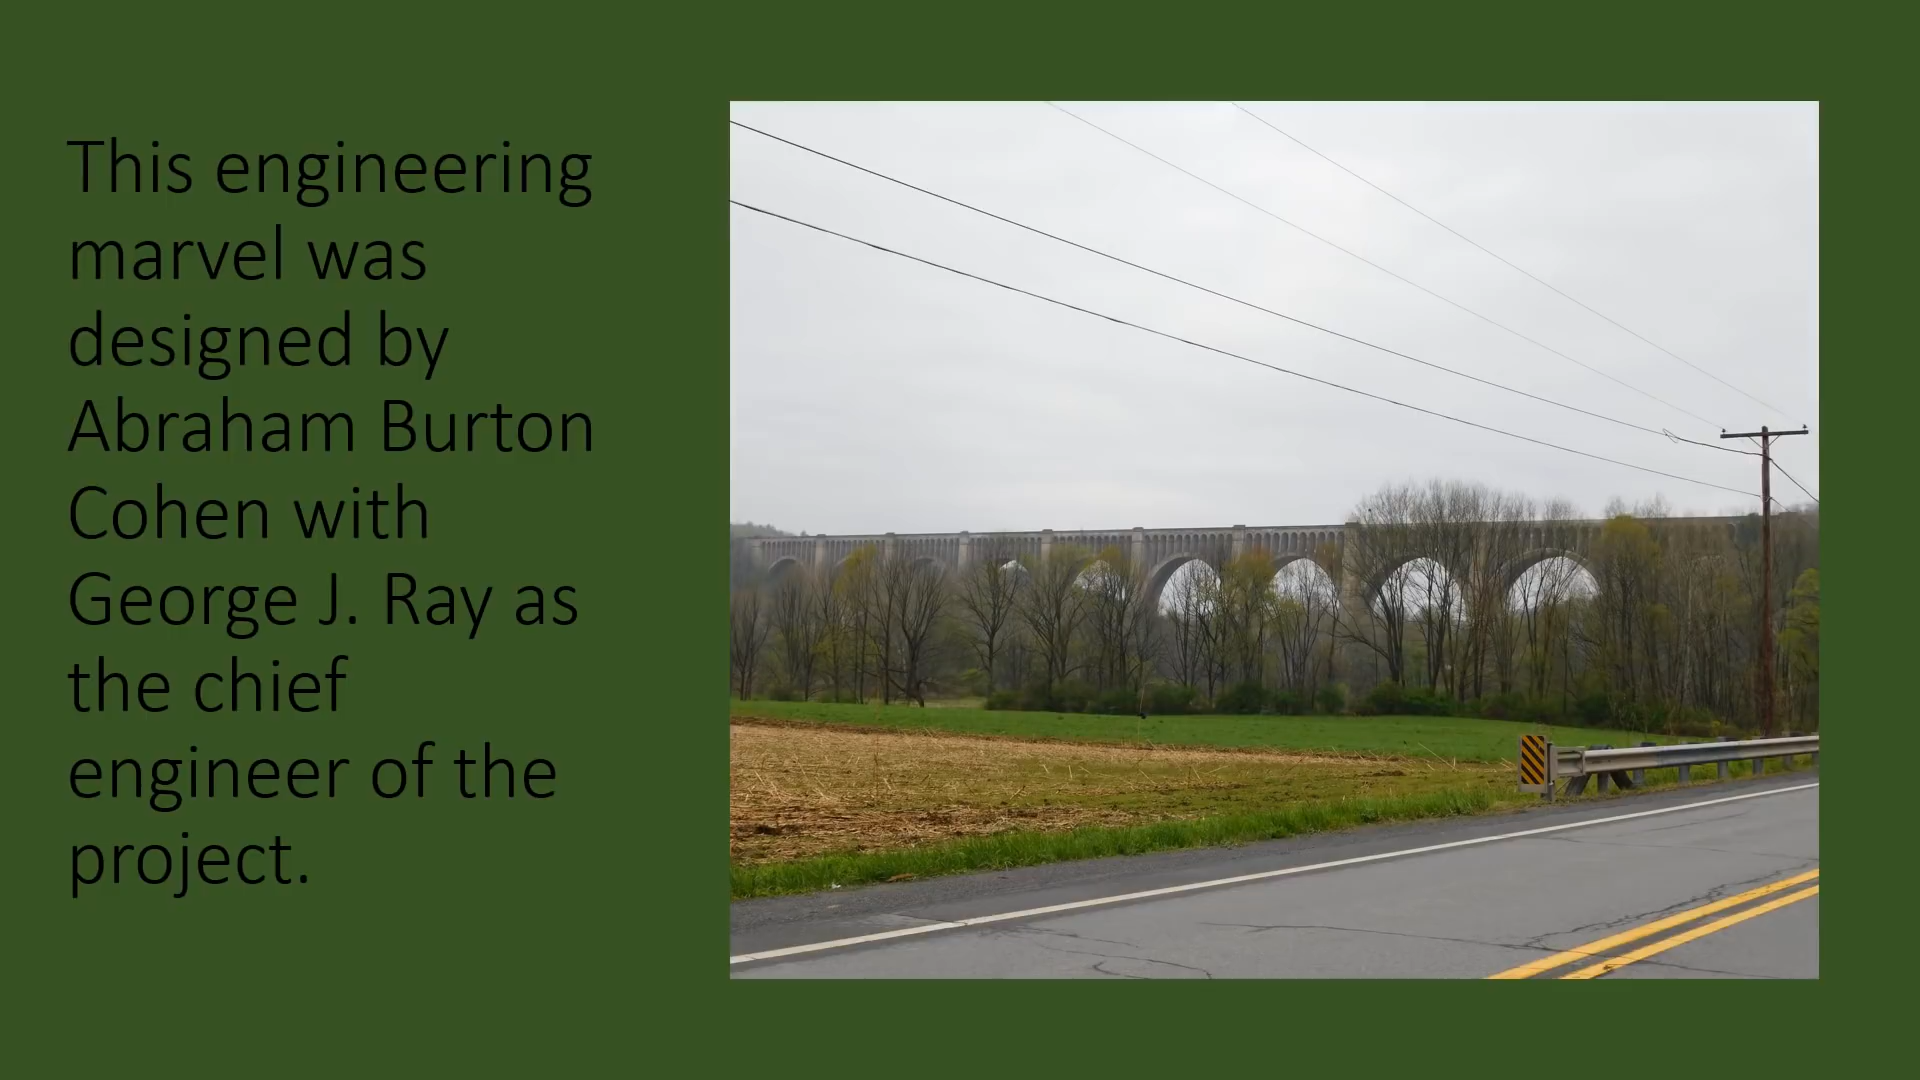 This engineering
marvel was
designed by
Abraham Burton
Cohen with
George J. Ray as
the chief
engineer of the
project.